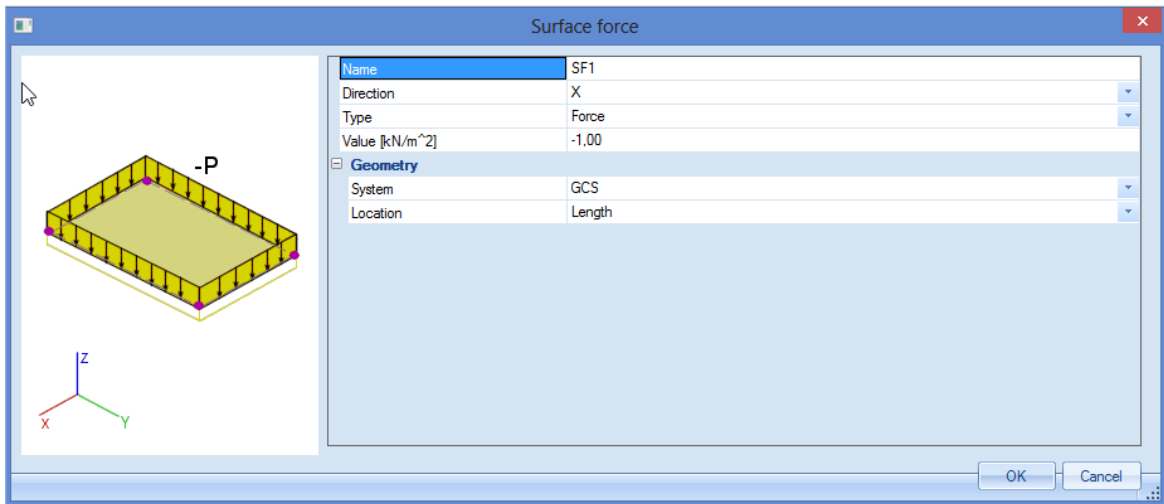 Surface force
Name SF1
Direction X
Type Force
Value [kN/m^2] -1,00
Geometry
System GCS
Location Length
-P
Z
X
Y
OK Cancel